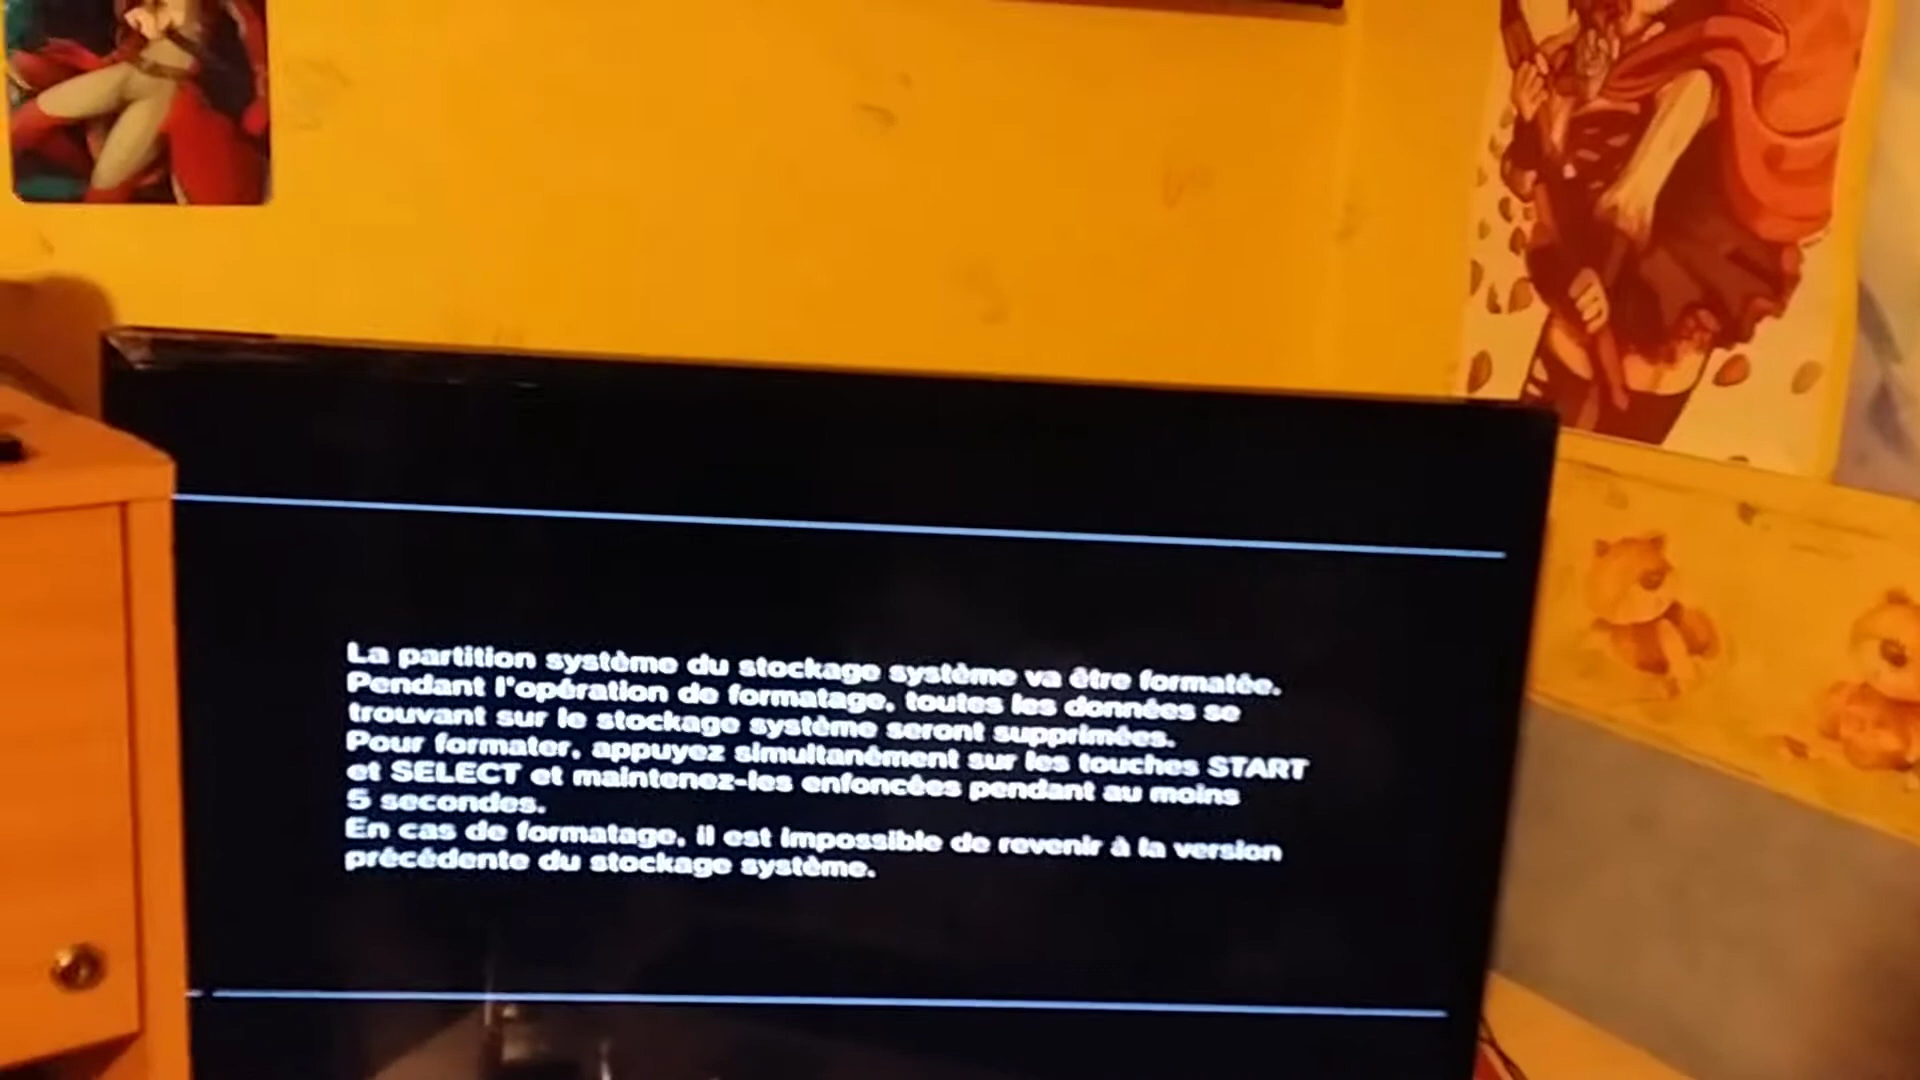 La partition système du stockage système va être formatée.
Pendant l'opération de formatage, toutes les données se
trouvant sur le stockage système seront supprimées.
Pour formater, appuyez simultanément sur les touches START
et SELECT et maintenez-les enfoncées pendant au moins
5 secondes.
En cas de formatage, il est impossible de revenir à la version
précédente du stockage système.